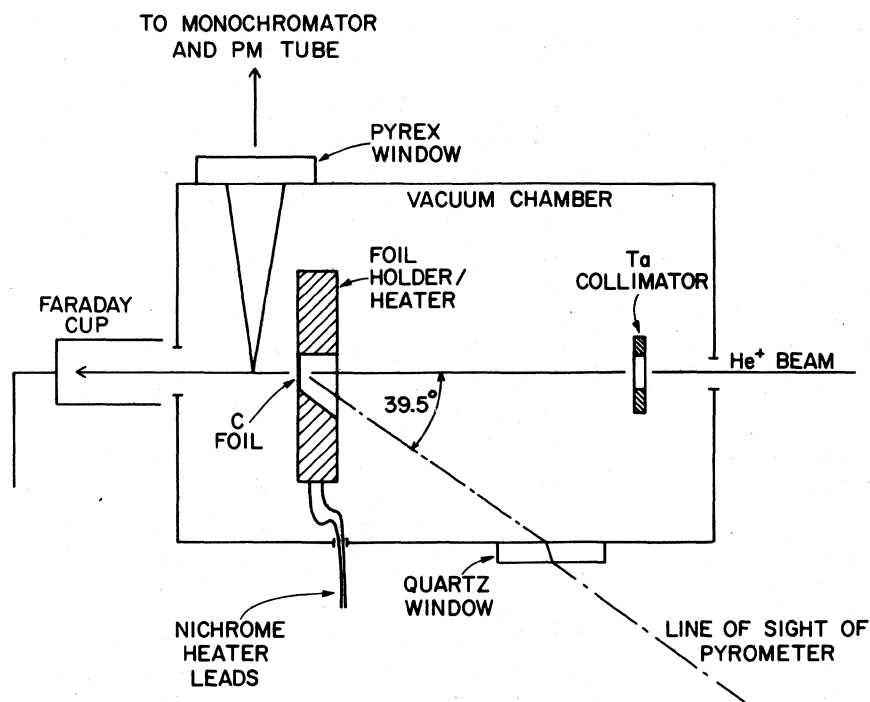 TO MONOCHROMATOR
AND PM TUBE
PYREX
WINDOW
VACUUM CHAMBER
FOIL
HOLDER/
HEATER
Ta
COLLIMATOR
FARADAY
CUP
He+ BEAM
39.5°
C
FOIL
QUARTZ
WINDOW
NICHROME
HEATER
LEADS
LINE OF SIGHT OF
PYROMETER